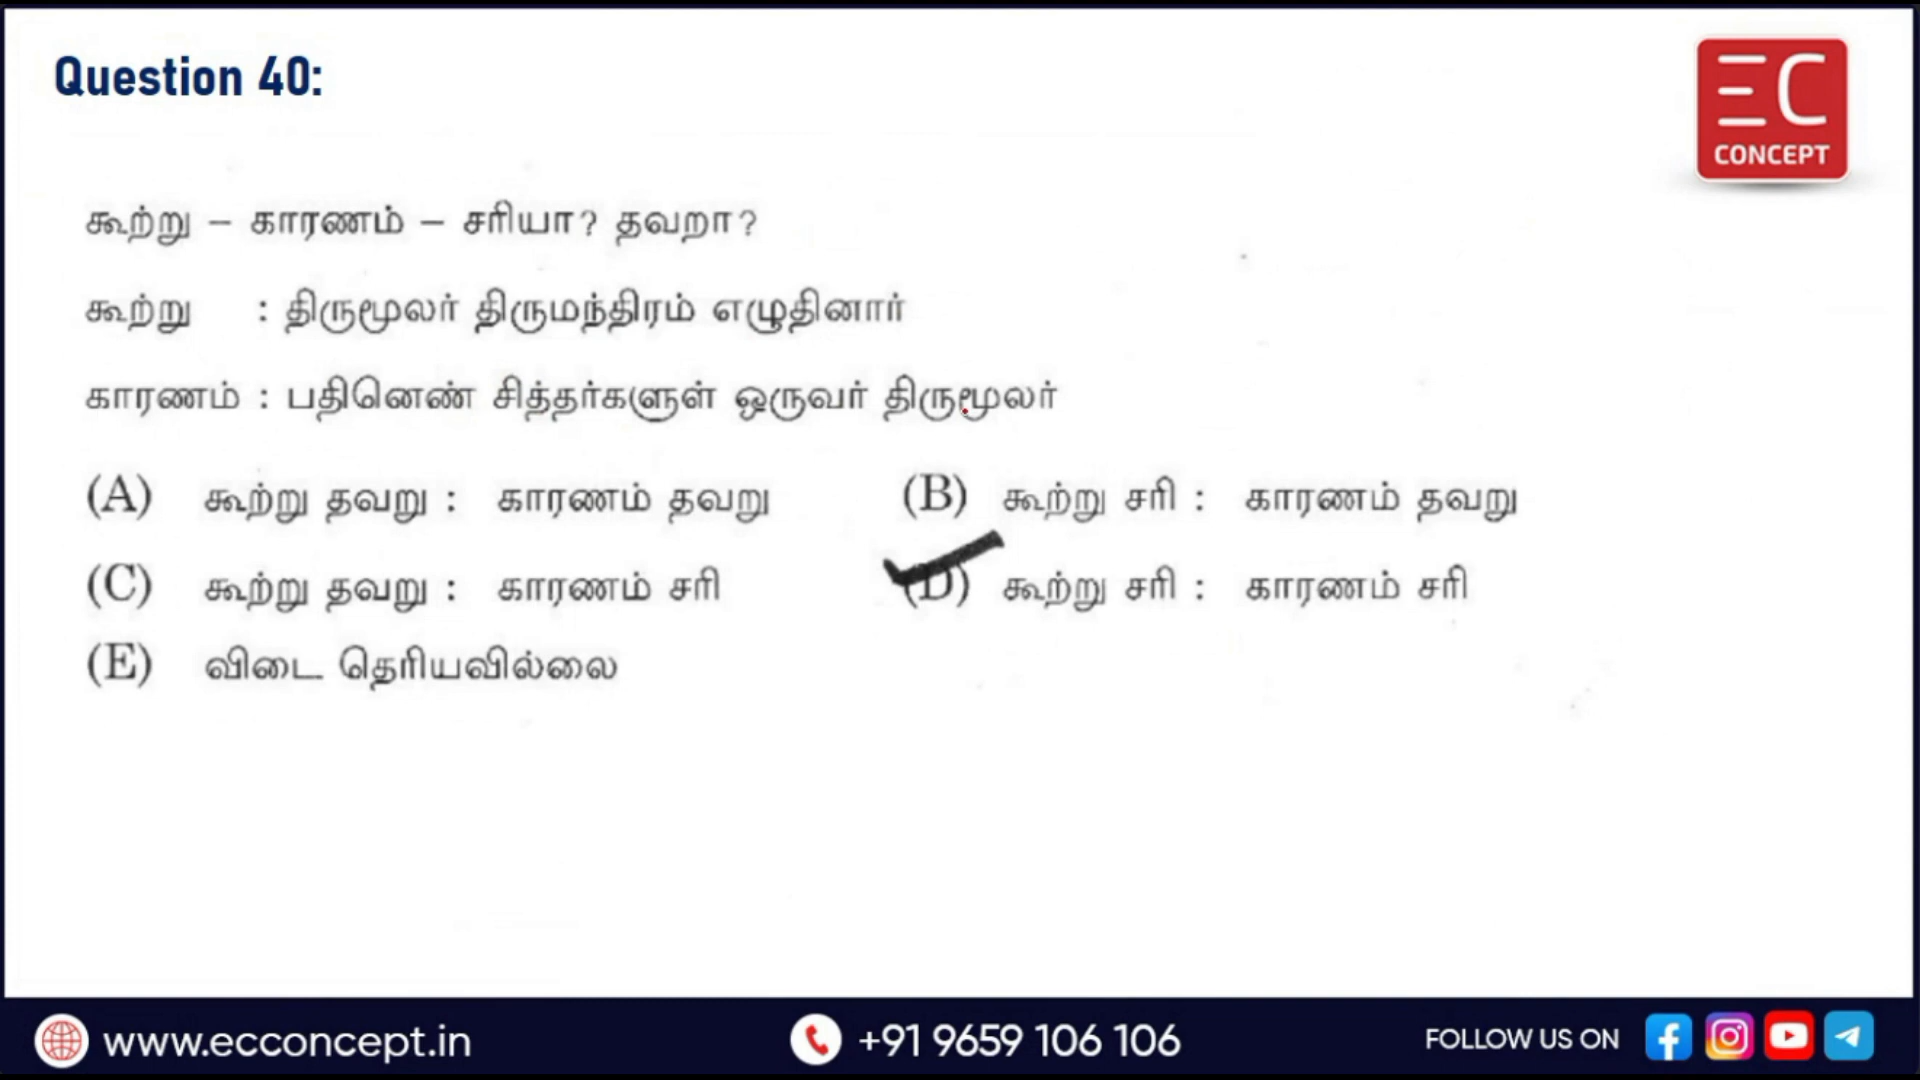 Question 40:
EC
CONCEPT
கூற்று – காரணம் – சரியா? தவறா?
கூற்று : திருமூலர் திருமந்திரம் எழுதினார்
காரணம் : பதினெண் சித்தர்களுள் ஒருவர் திருமூலர்
(A) கூற்று தவறு : காரணம் தவறு (B) கூற்று சரி : காரணம் தவறு
(C) கூற்று தவறு : காரணம் சரி (D) கூற்று சரி : காரணம் சரி
(E) விடை தெரியவில்லை
www.ecconcept.in +91 9659 106 106 FOLLOW US ON